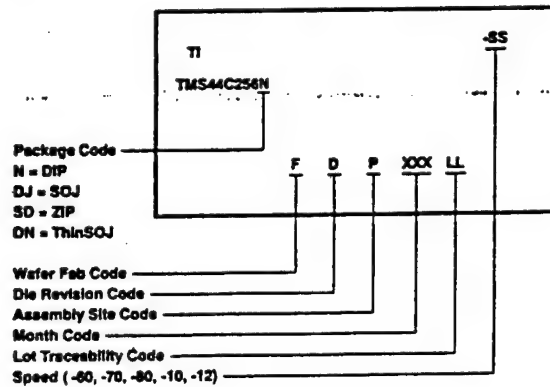 -SS
TI
TMS44C256N
Package Code
N = DIP
DJ = SOJ
SD = ZIP
DN = ThinSOJ
F D P XXX LL
Wafer Fab Code
Die Revision Code
Assembly Site Code
Month Code
Lot Traceability Code
Speed ( -60, -70, -80, -10, -12)